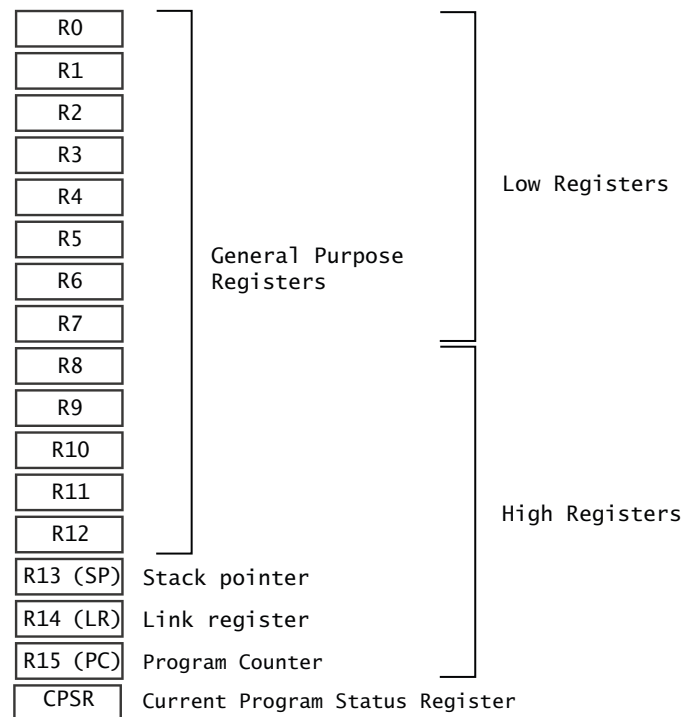 R0
R1
R2
R3
R4
Low Registers
R5
General Purpose
Registers
R6
R7
R8
R9
R10
R11
High Registers
R12
R13 (SP) Stack pointer
R14 (LR) Link register
R15 (PC) Program Counter
CPSR Current Program Status Register